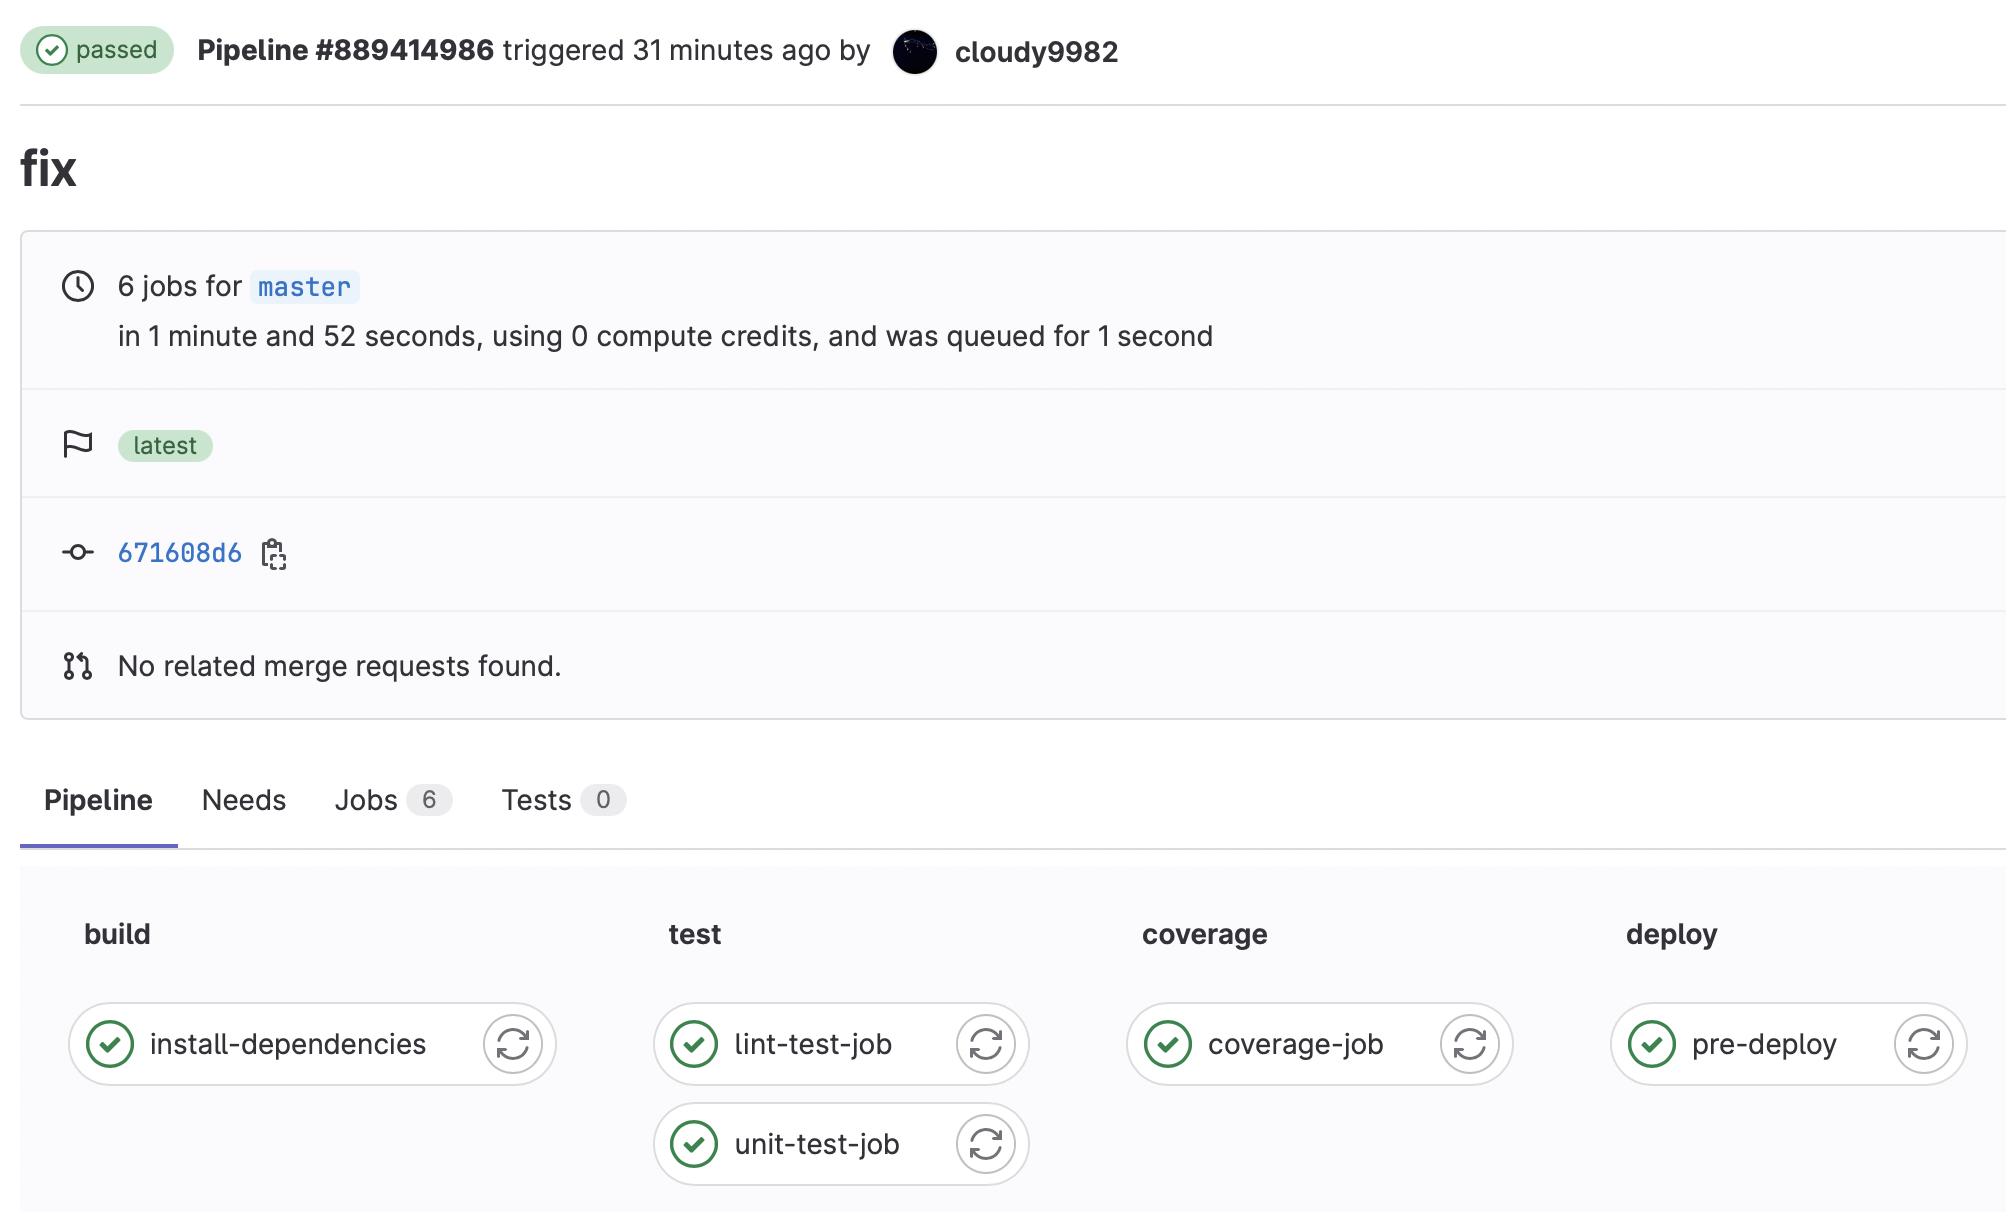 passed Pipeline #889414986 triggered 31 minutes ago by cloudy9982
fix
6 jobs for master
in 1 minute and 52 seconds, using 0 compute credits, and was queued for 1 second
latest
671608d6
No related merge requests found.
Pipeline Needs Jobs 6 Tests 0
build test coverage deploy
install-dependencies lint-test-job coverage-job pre-deploy
unit-test-job